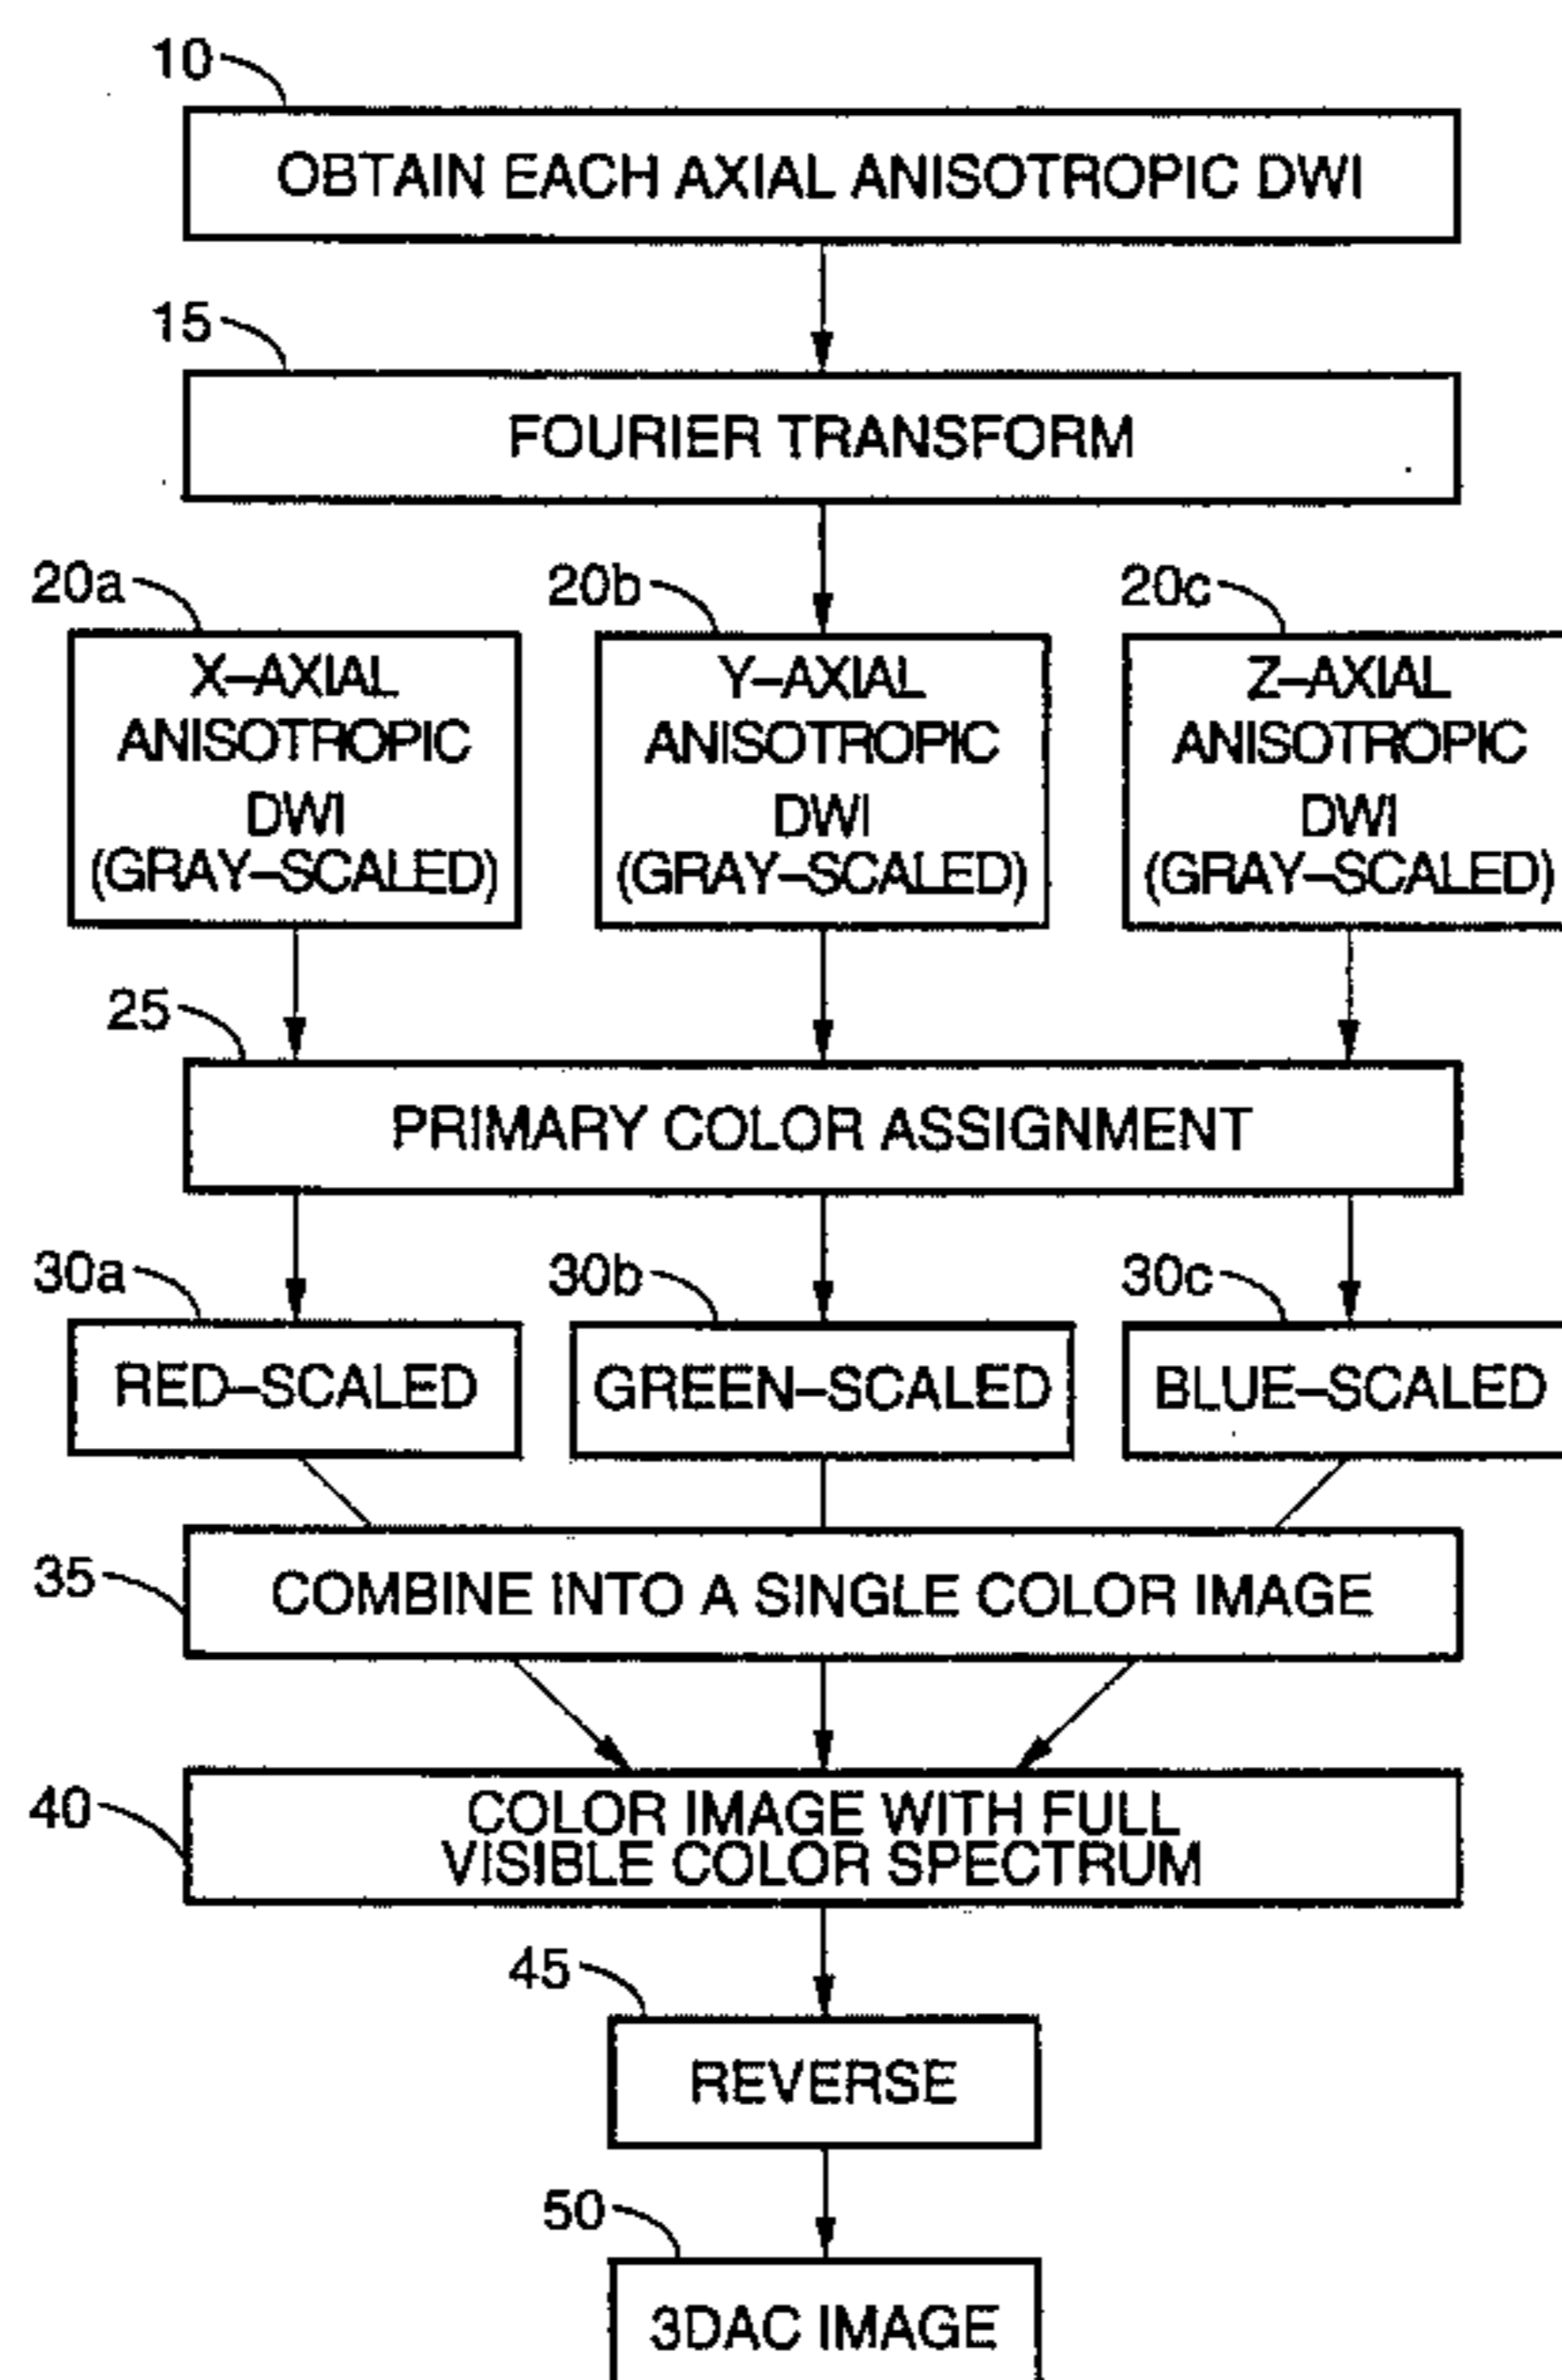 10
OBTAIN EACH AXIAL ANISOTROPIC DWI
15
FOURIER TRANSFORM
20a
20b
20c
X–AXIAL
ANISOTROPIC
DWI
(GRAY–SCALED)
Y–AXIAL
ANISOTROPIC
DWI
(GRAY–SCALED)
Z–AXIAL
ANISOTROPIC
DWI
(GRAY–SCALED)
25
PRIMARY COLOR ASSIGNMENT
30a
30b
30c
RED–SCALED
GREEN–SCALED
BLUE–SCALED
35
COMBINE INTO A SINGLE COLOR IMAGE
40
COLOR IMAGE WITH FULL
VISIBLE COLOR SPECTRUM
45
REVERSE
50
3DAC IMAGE